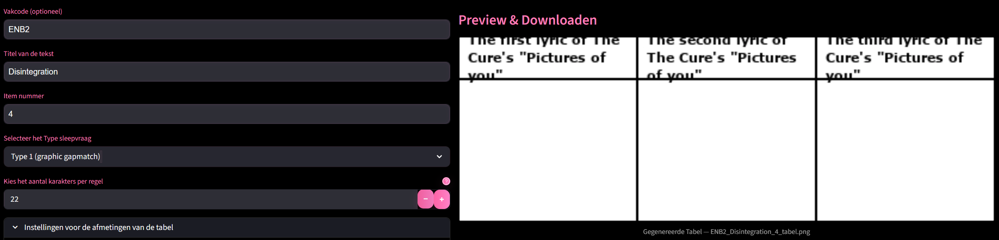 Vakcode (optioneel)
ENB2
Titel van de tekst
Disintegration
Item nummer
4
Selecteer het Type sleepvraag
Type 1 (graphic gapmatch)
Kies het aantal karakters per regel
?
22
− +
Instellingen voor de afmetingen van de tabel
Preview & Downloaden
The first lyric of The
Cure's "Pictures of
you"
The second lyric of
The Cure's "Pictures
of you"
The third lyric of The
Cure's "Pictures of
you"
Gegenereerde Tabel — ENB2_Disintegration_4_tabel.png